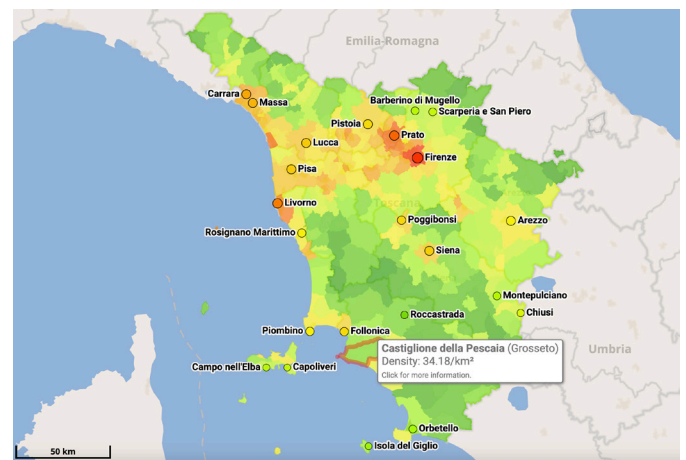 Emilia-Romagna
Carrara
Massa
Barberino di Mugello
Scarperia e San Piero
Pistoia
Prato
Lucca
Firenze
Pisa
Tuscana
Livorno
Poggibonsi
Arezzo
Rosignano Marittimo
Siena
Montepulciano
Roccastrada
Chiusi
Piombino
Follonica
Castiglione della Pescaia (Grosseto)
Density: 34.18/km²
Click for more information.
Umbria
Campo nell'Elba
Capoliveri
Orbetello
Isola del Giglio
50 km